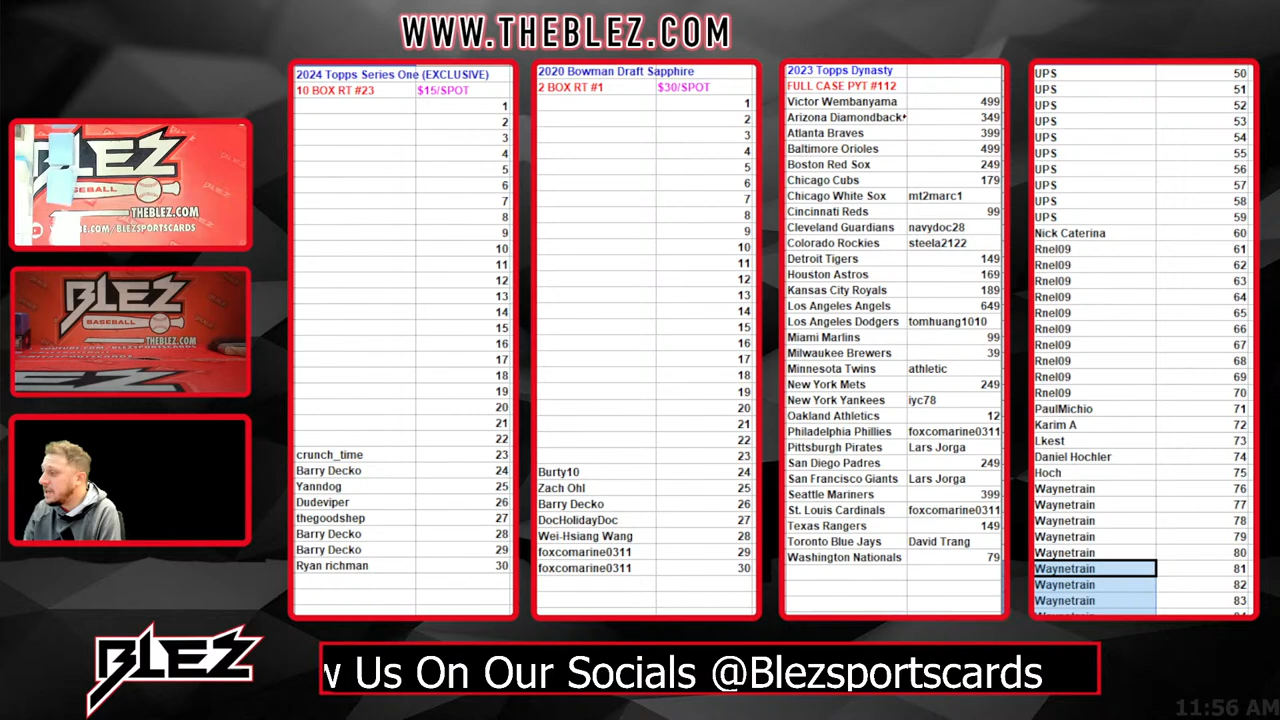 WWW.THEBLEZ.COM
BLEZ
BASEBALL
THEBLEZ.COM
BLEZ
BASEBALL
THEBLEZ.COM
2024 Topps Series One (EXCLUSIVE)
10 BOX RT #23 $15/SPOT
1
2
3
4
5
6
7
8
9
10
11
12
13
14
15
16
17
18
19
20
21
22
crunch_time 23
Barry Decko 24
Yanndog 25
Dudeviper 26
thegoodshep 27
Barry Decko 28
Barry Decko 29
Ryan richman 30
2020 Bowman Draft Sapphire
2 BOX RT #1 $30/SPOT
1
2
3
4
5
6
7
8
9
10
11
12
13
14
15
16
17
18
19
20
21
22
23
Burty10 24
Zach Ohl 25
Barry Decko 26
DocHolidayDoc 27
Wei-Hsiang Wang 28
foxcomarine0311 29
foxcomarine0311 30
2023 Topps Dynasty
FULL CASE PYT #112
Victor Wembanyama 499
Arizona Diamondback 349
Atlanta Braves 399
Baltimore Orioles 499
Boston Red Sox 249
Chicago Cubs 179
Chicago White Sox mt2marc1
Cincinnati Reds 99
Cleveland Guardians navydoc28
Colorado Rockies steela2122
Detroit Tigers 149
Houston Astros 169
Kansas City Royals 189
Los Angeles Angels 649
Los Angeles Dodgers tomhuang1010
Miami Marlins 99
Milwaukee Brewers 39
Minnesota Twins athletic
New York Mets 249
New York Yankees iyc78
Oakland Athletics 12
Philadelphia Phillies foxcomarine0311
Pittsburgh Pirates Lars Jorga
San Diego Padres 249
San Francisco Giants Lars Jorga
Seattle Mariners 399
St. Louis Cardinals foxcomarine0311
Texas Rangers 149
Toronto Blue Jays David Trang
Washington Nationals 79
UPS 50
UPS 51
UPS 52
UPS 53
UPS 54
UPS 55
UPS 56
UPS 57
UPS 58
UPS 59
Nick Caterina 60
Rnel09 61
Rnel09 62
Rnel09 63
Rnel09 64
Rnel09 65
Rnel09 66
Rnel09 67
Rnel09 68
Rnel09 69
Rnel09 70
PaulMichio 71
Karim A 72
Lkest 73
Daniel Hochler 74
Hoch 75
Waynetrain 76
Waynetrain 77
Waynetrain 78
Waynetrain 79
Waynetrain 80
Waynetrain 81
Waynetrain 82
Waynetrain 83
BLEZ
w Us On Our Socials @Blezsportscards
11:56 AM